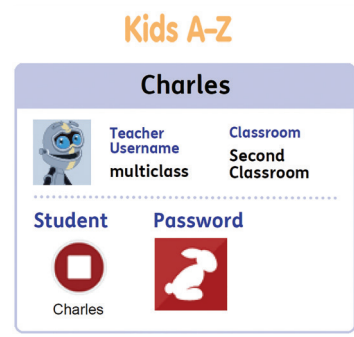 Kids A-Z
Charles
Teacher
Username
multiclass
Classroom
Second
Classroom
Student
Password
Charles